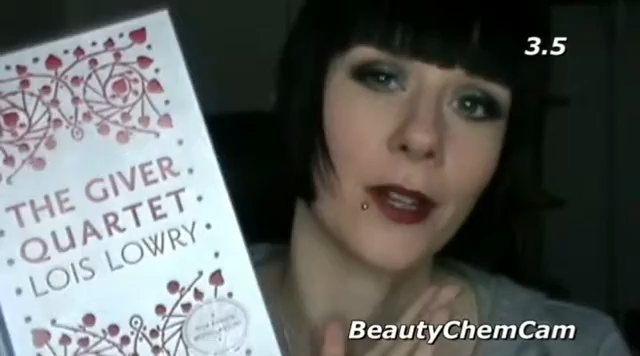 3.5
THE GIVER
QUARTET
LOIS LOWRY
BeautyChemCam